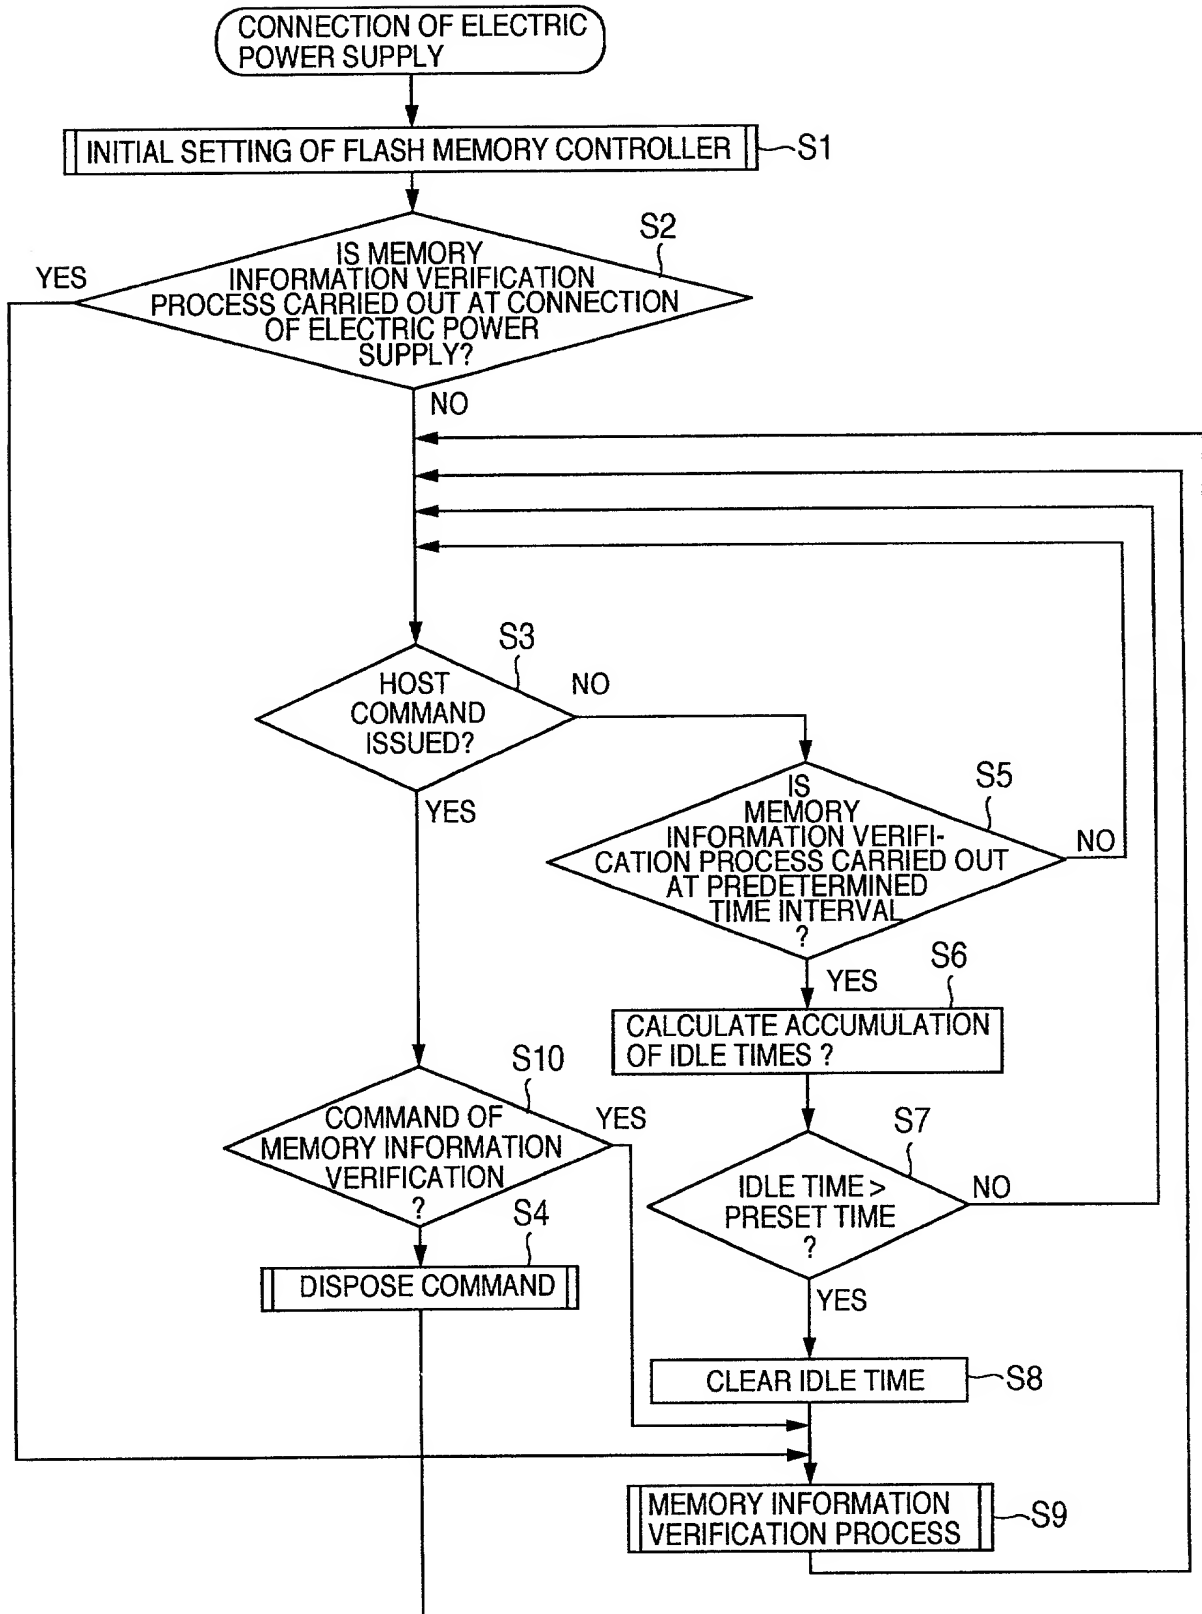 CONNECTION OF ELECTRIC
POWER SUPPLY
INITIAL SETTING OF FLASH MEMORY CONTROLLER
S1
S2
IS MEMORY
INFORMATION VERIFICATION
PROCESS CARRIED OUT AT CONNECTION
OF ELECTRIC POWER
SUPPLY?
YES
NO
S3
HOST
COMMAND
ISSUED?
NO
YES
S5
IS
MEMORY
INFORMATION VERIFI-
CATION PROCESS CARRIED OUT
AT PREDETERMINED
TIME INTERVAL
?
NO
YES
S6
CALCULATE ACCUMULATION
OF IDLE TIMES ?
S10
COMMAND OF
MEMORY INFORMATION
VERIFICATION
?
YES
S7
IDLE TIME >
PRESET TIME
?
NO
YES
S4
DISPOSE COMMAND
CLEAR IDLE TIME
S8
MEMORY INFORMATION
VERIFICATION PROCESS
S9